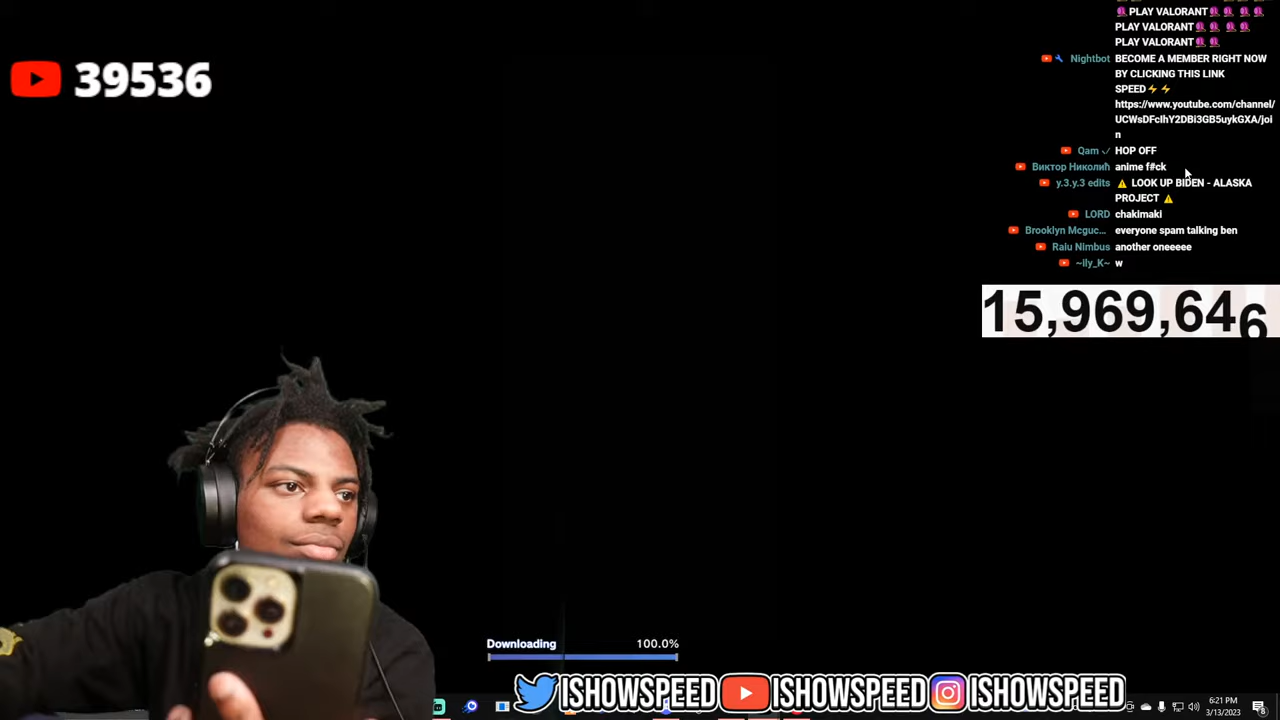 39536
PLAY VALORANT
PLAY VALORANT
PLAY VALORANT
Nightbot BECOME A MEMBER RIGHT NOW
BY CLICKING THIS LINK
SPEED⚡⚡
https://www.youtube.com/channel/
UCWsDFcIhY2DBi3GB5uykGXA/joi
n
Qam ✓ HOP OFF
Виктор Николић anime f#ck
y.3.y.3 edits ⚠ LOOK UP BIDEN - ALASKA
PROJECT ⚠
LORD chakimaki
Brooklyn Mcguc... everyone spam talking ben
Raiu Nimbus another oneeeee
~ily_K~ w
15,969,646
Downloading 100.0%
ISHOWSPEED ISHOWSPEED ISHOWSPEED
6:21 PM
3/13/2023
8